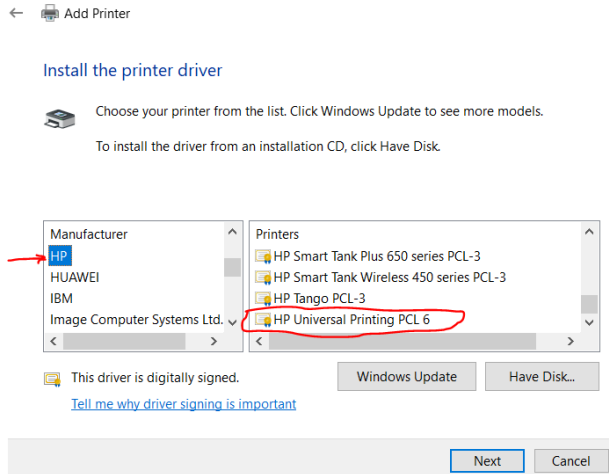 Add Printer
Install the printer driver
Choose your printer from the list. Click Windows Update to see more models.
To install the driver from an installation CD, click Have Disk.
Manufacturer
HP
HUAWEI
IBM
Image Computer Systems Ltd.
Printers
HP Smart Tank Plus 650 series PCL-3
HP Smart Tank Wireless 450 series PCL-3
HP Tango PCL-3
HP Universal Printing PCL 6
This driver is digitally signed.
Tell me why driver signing is important
Windows Update
Have Disk...
Next
Cancel